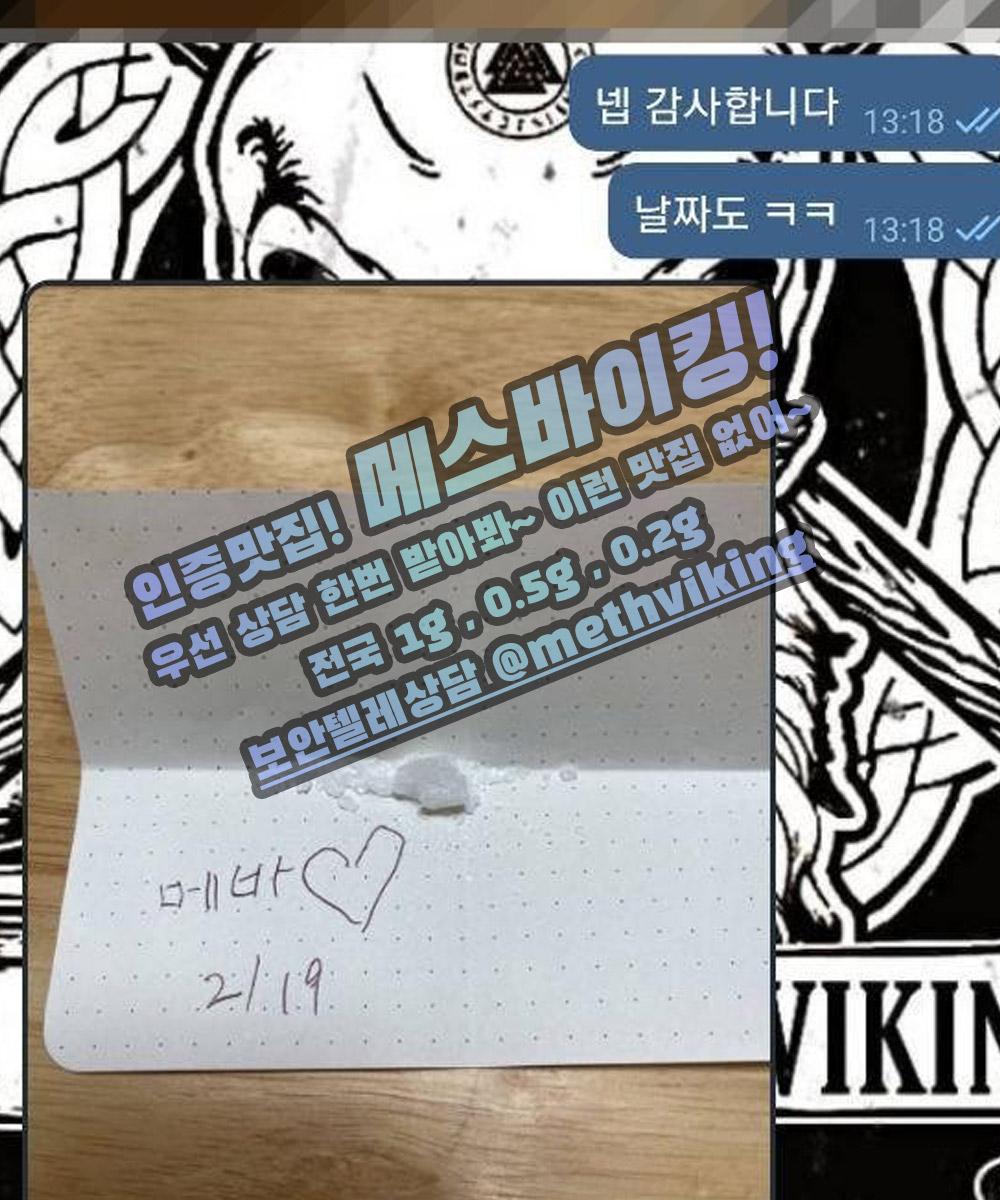 넵 감사합니다 13:18
날짜도 ㅋㅋ 13:18
인증맛집! 메스바이킹!
우선 상담 한번 받아봐~ 이런 맛집 없어~
전국 1g , 0.5g , 0.2g
보안텔레상담 @methviking
메바♡
2/19
VIKIN